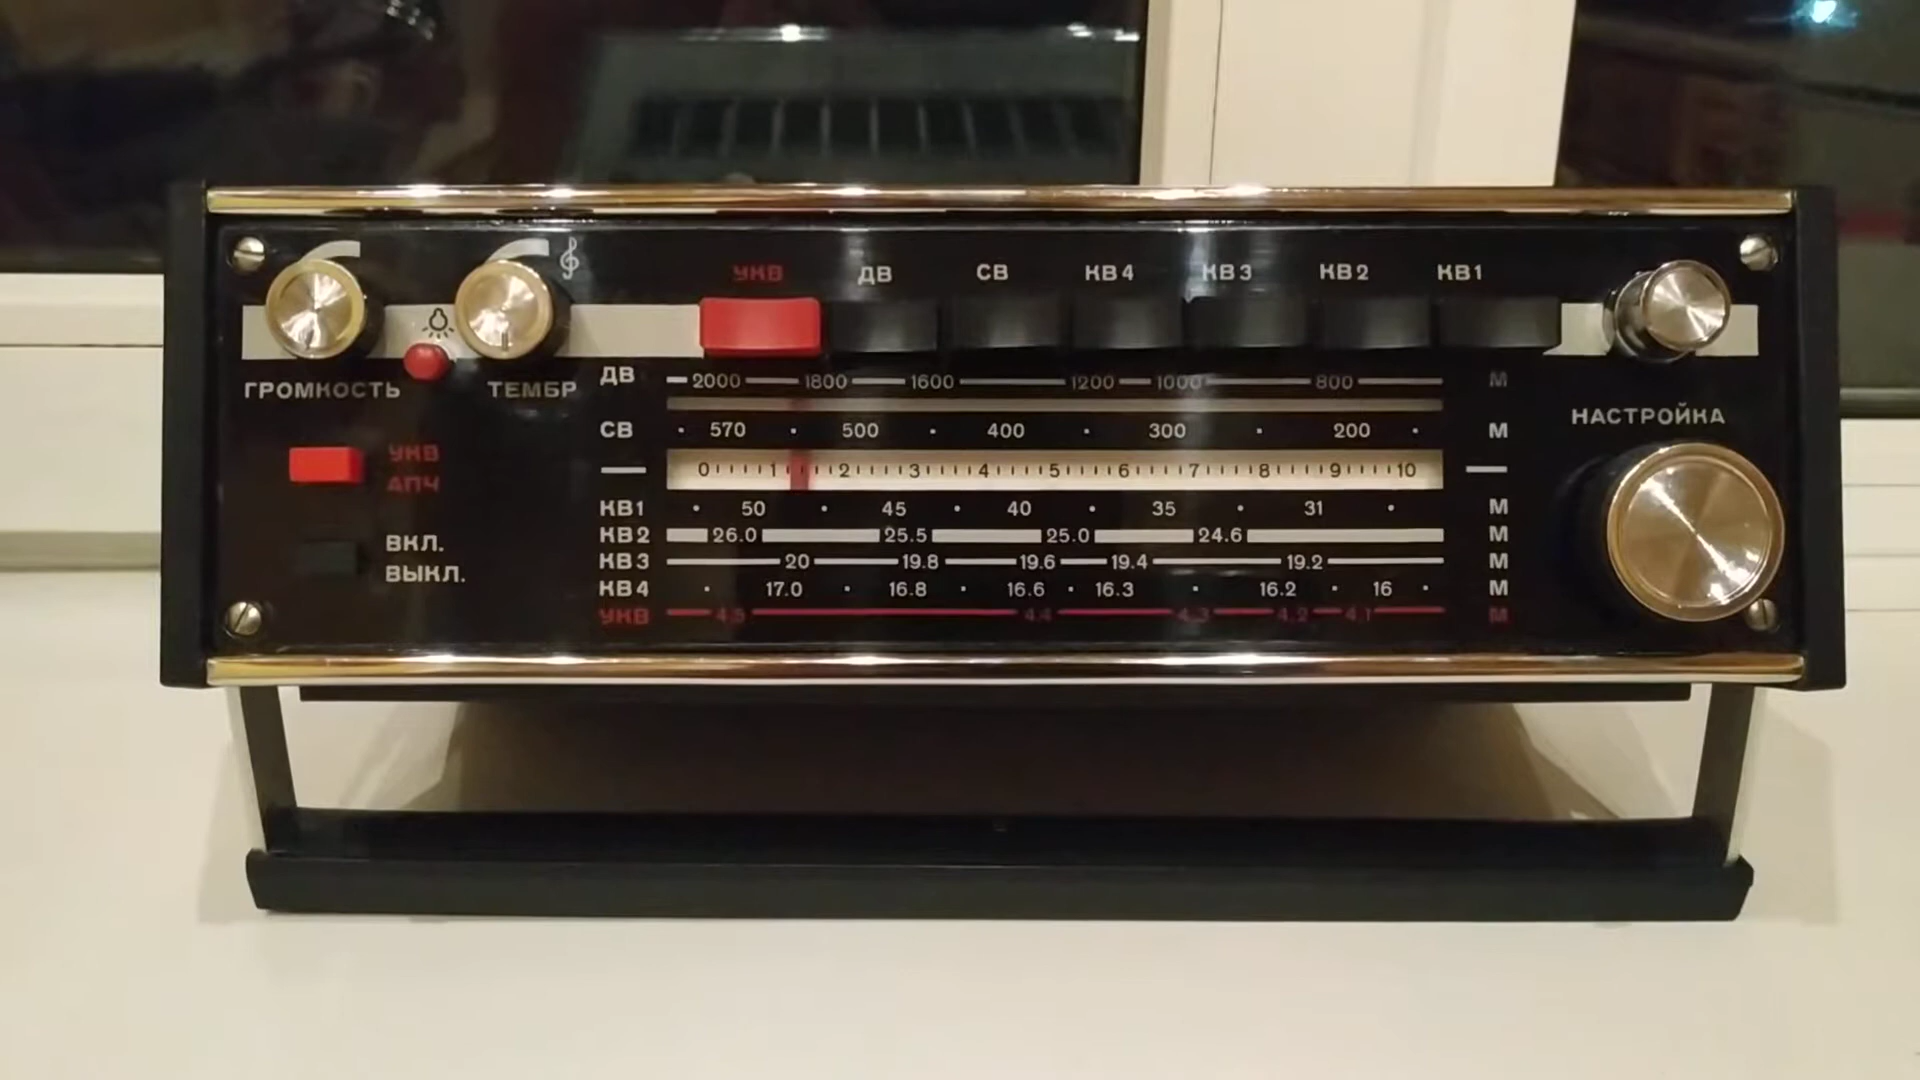 УКВ ДВ СВ КВ4 КВ3 КВ2 КВ1
ГРОМКОСТЬ ТЕМБР
НАСТРОЙКА
УКВ
АПЧ
ВКЛ.
ВЫКЛ.
ДВ 2000 1800 1600 1200 1000 800 М
СВ 570 500 400 300 200 М
0 1 2 3 4 5 6 7 8 9 10
КВ1 50 45 40 35 31 М
КВ2 26.0 25.5 25.0 24.6 М
КВ3 20 19.8 19.6 19.4 19.2 М
КВ4 17.0 16.8 16.6 16.3 16.2 16 М
УКВ 4.5 4.4 4.3 4.2 4.1 М